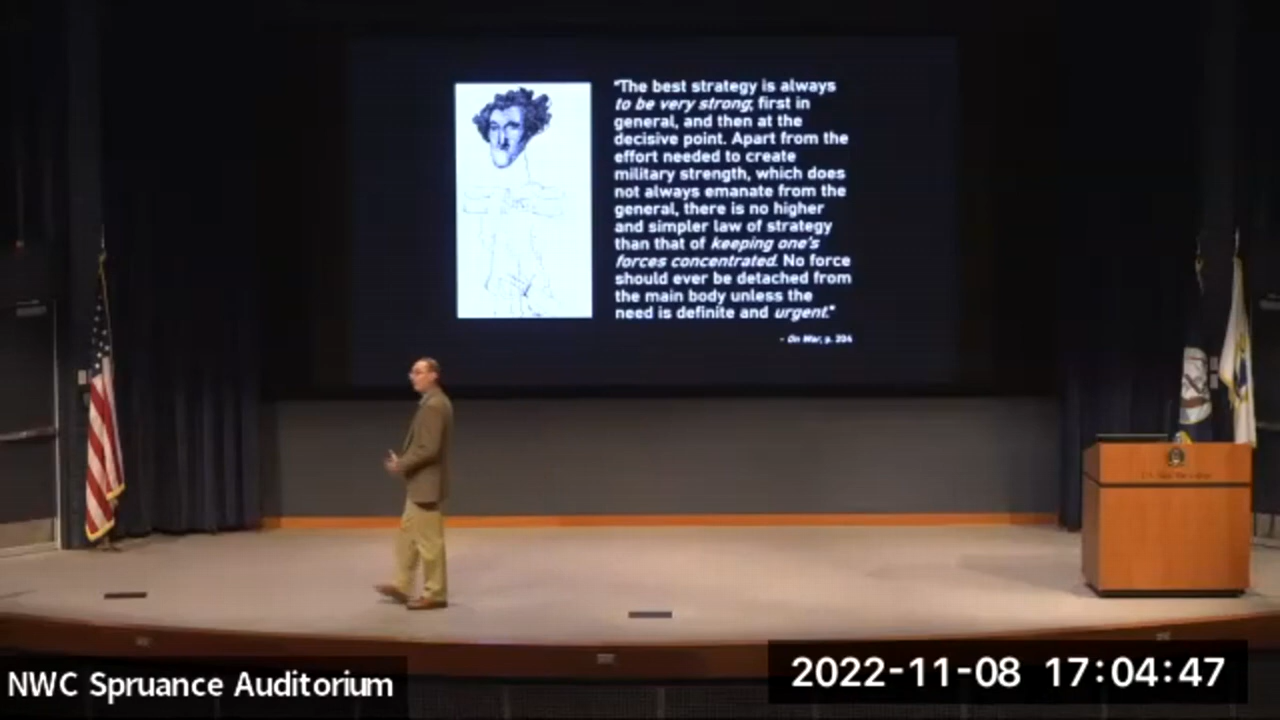 "The best strategy is always
to be very strong; first in
general, and then at the
decisive point. Apart from the
effort needed to create
military strength, which does
not always emanate from the
general, there is no higher
and simpler law of strategy
than that of keeping one's
forces concentrated. No force
should ever be detached from
the main body unless the
need is definite and urgent."
- On War, p. 204
NWC Spruance Auditorium
2022-11-08 17:04:47